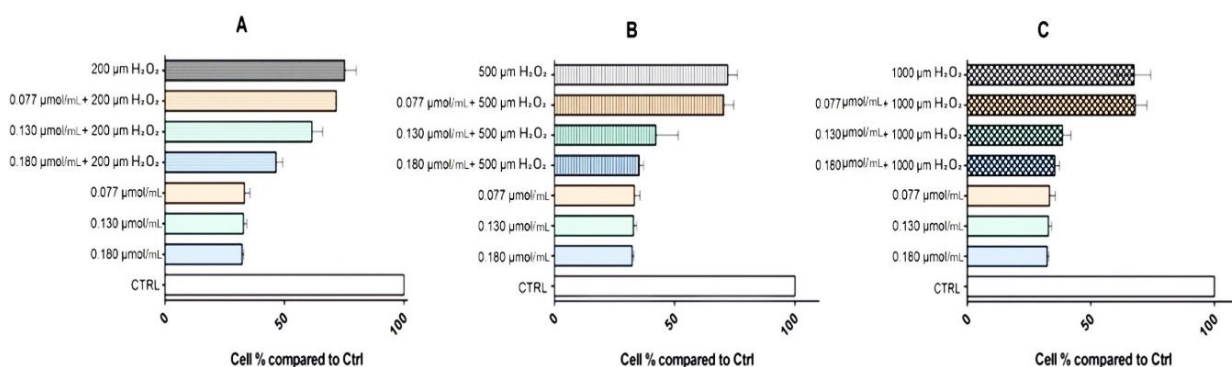 A
200 µm H₂O₂
0.077 µmol/mL+ 200 µm H₂O₂
0.130 µmol/mL+ 200 µm H₂O₂
0.180 µmol/mL+ 200 µm H₂O₂
0.077 µmol/mL
0.130 µmol/mL
0.180 µmol/mL
CTRL
0
50
100
Cell % compared to Ctrl
B
500 µm H₂O₂
0.077 µmol/mL+ 500 µm H₂O₂
0.130 µmol/mL+ 500 µm H₂O₂
0.180 µmol/mL+ 500 µm H₂O₂
0.077 µmol/mL
0.130 µmol/mL
0.180 µmol/mL
CTRL
0
50
100
Cell % compared to Ctrl
C
1000 µm H₂O₂
0.077 µmol/mL+ 1000 µm H₂O₂
0.130 µmol/mL+ 1000 µm H₂O₂
0.180 µmol/mL+ 1000 µm H₂O₂
0.077 µmol/mL
0.130 µmol/mL
0.180 µmol/mL
CTRL
0
50
100
Cell % compared to Ctrl